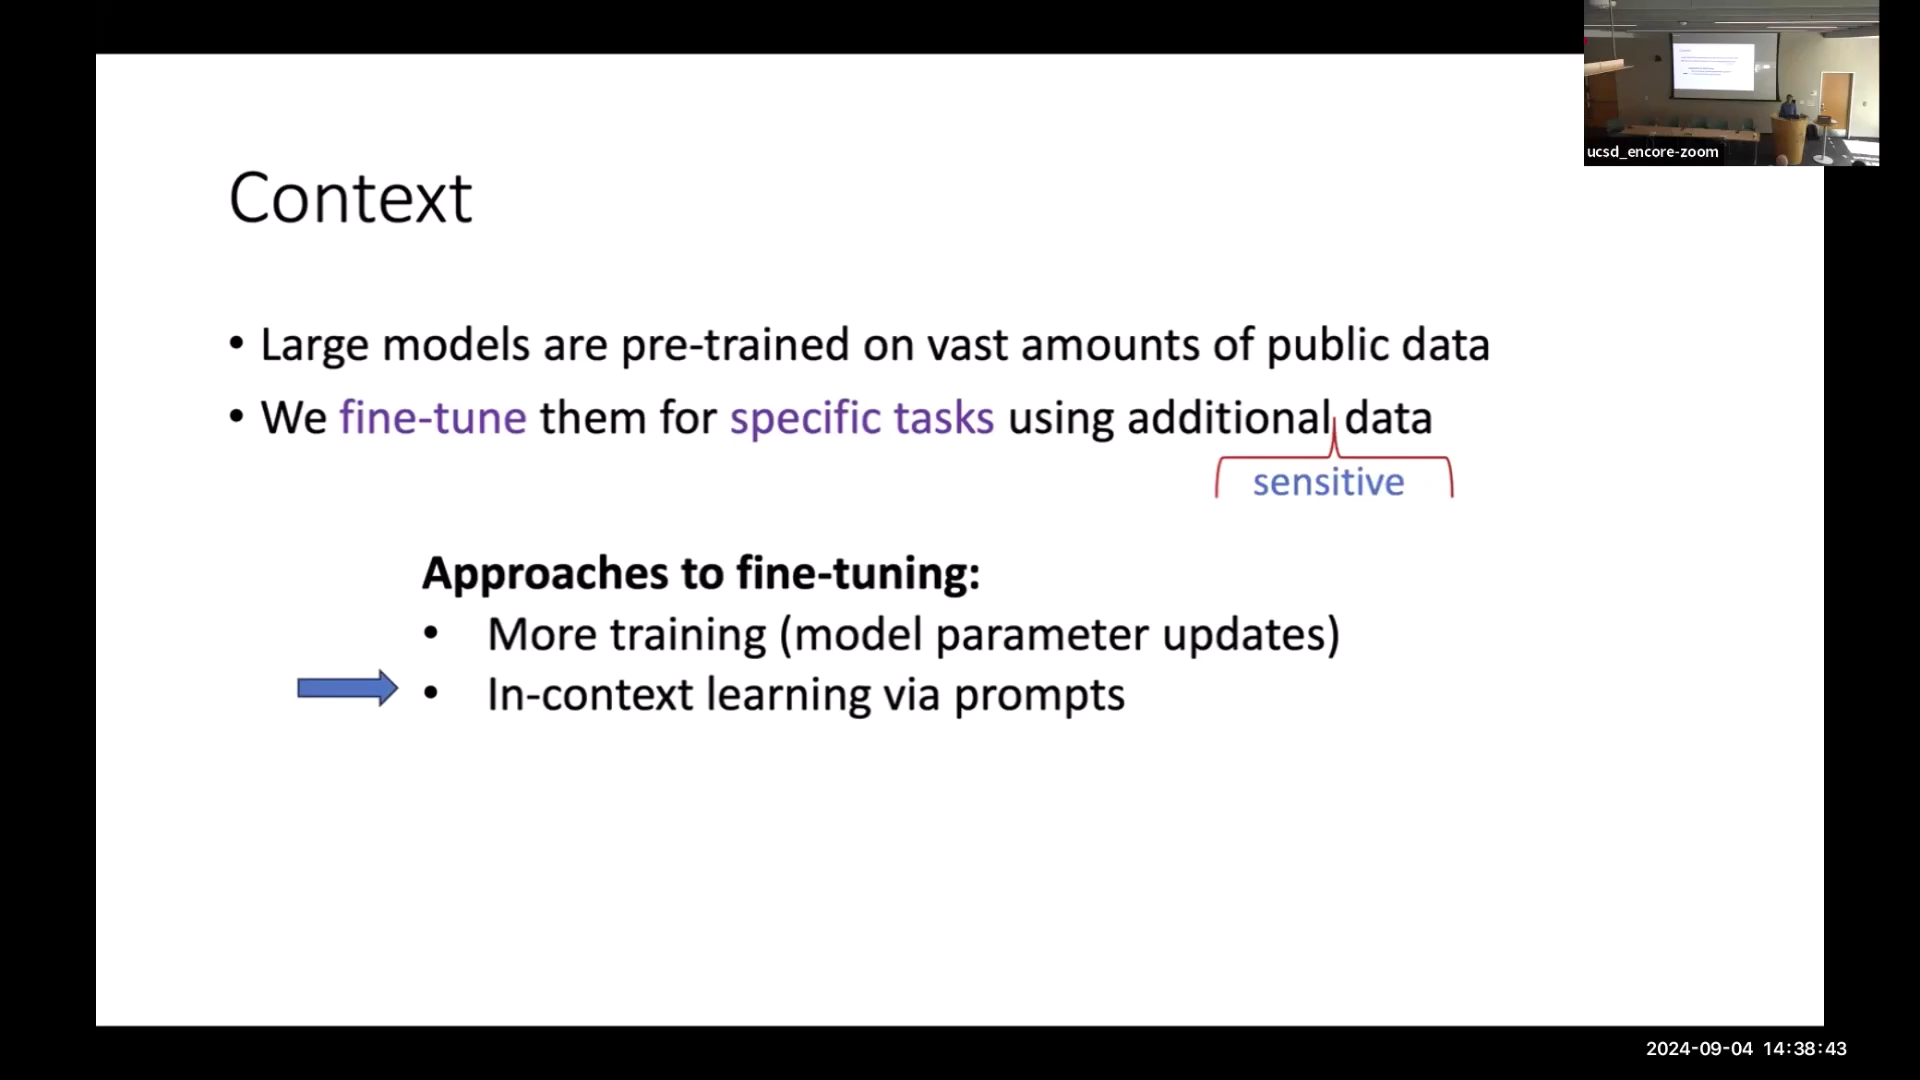 ucsd_encore-zoom
Context
• Large models are pre-trained on vast amounts of public data
• We fine-tune them for specific tasks using additional data
sensitive
Approaches to fine-tuning:
• More training (model parameter updates)
• In-context learning via prompts
2024-09-04 14:38:43